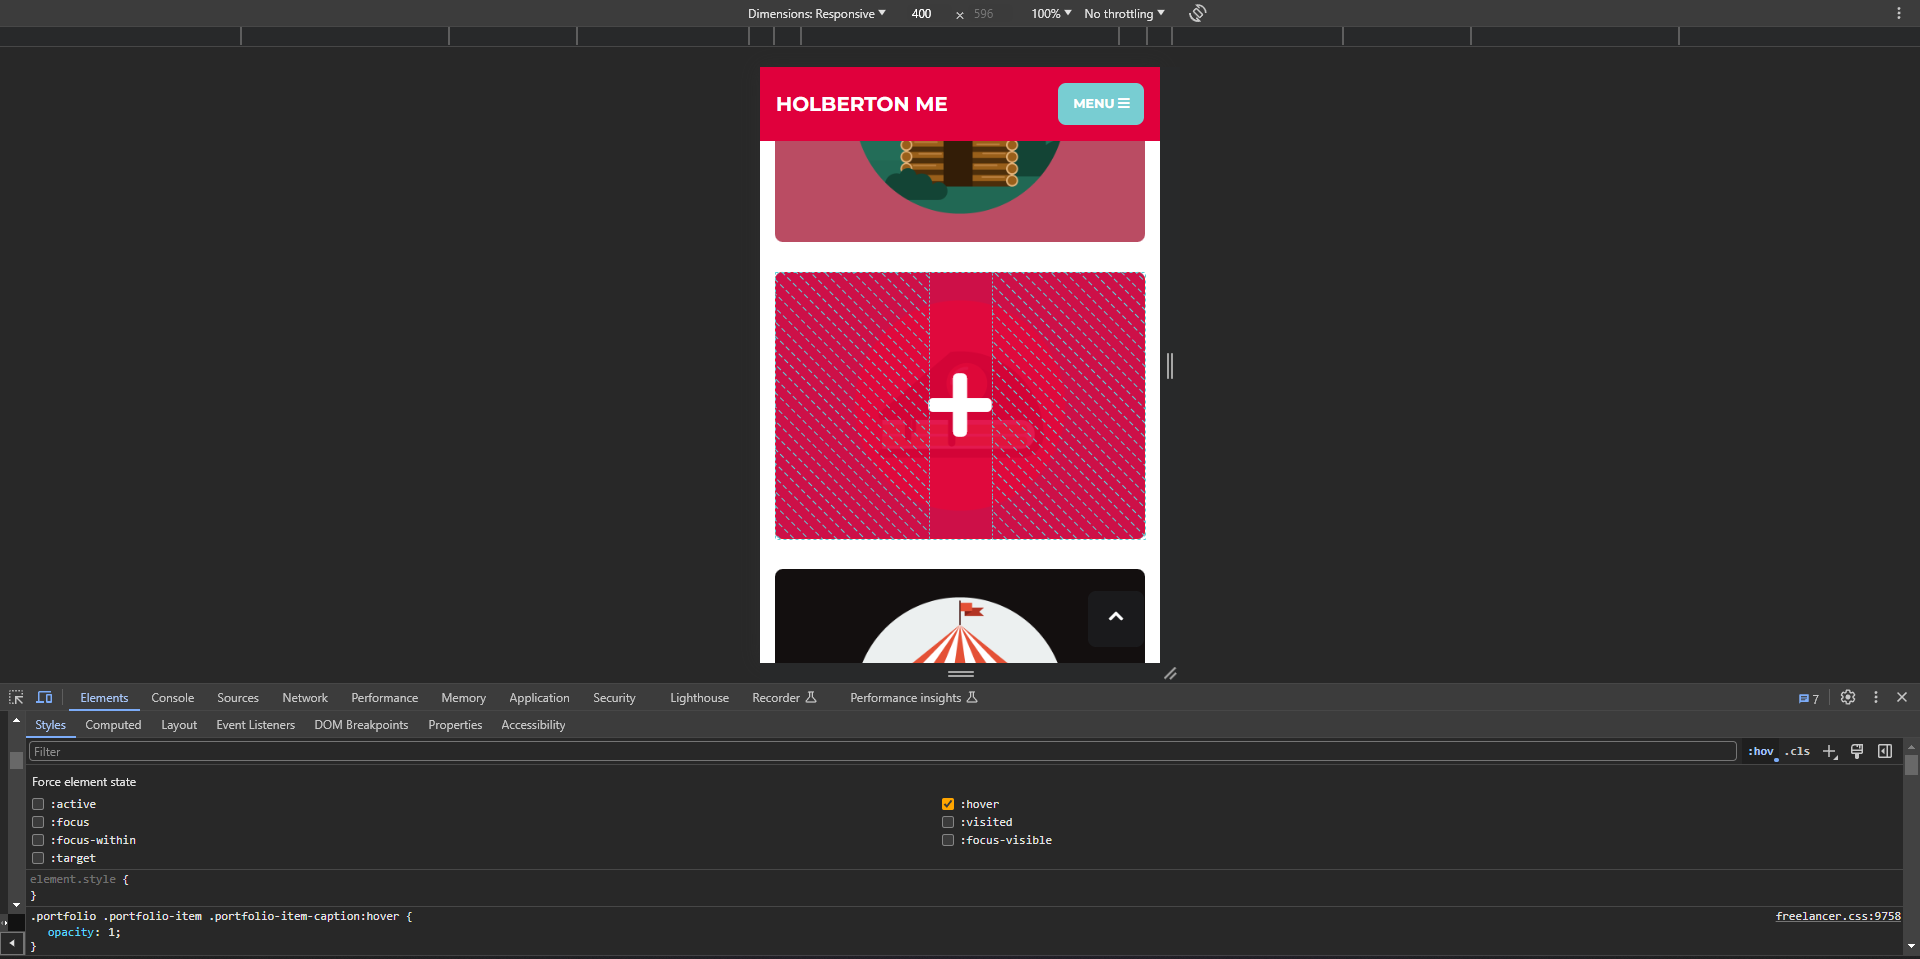 Dimensions: Responsive 400 × 596 100% No throttling
HOLBERTON ME
MENU
Elements Console Sources Network Performance Memory Application Security Lighthouse Recorder Performance insights 7
Styles Computed Layout Event Listeners DOM Breakpoints Properties Accessibility
Filter :hov .cls
Force element state
:active :hover
:focus :visited
:focus-within :focus-visible
:target
element.style {
}
.portfolio .portfolio-item .portfolio-item-caption:hover { freelancer.css:9758
opacity: 1;
}